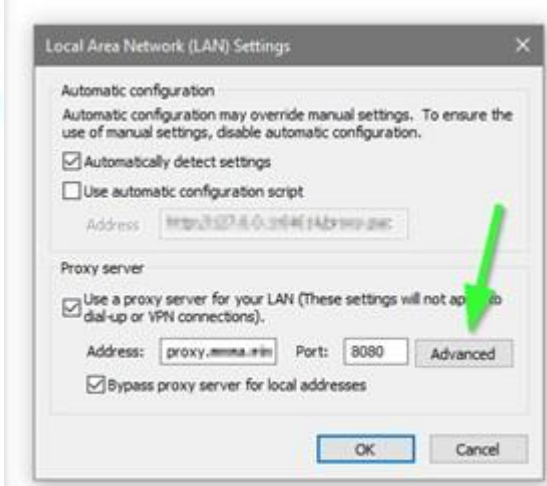 Local Area Network (LAN) Settings
Automatic configuration
Automatic configuration may override manual settings. To ensure the
use of manual settings, disable automatic configuration.
Automatically detect settings
Use automatic configuration script
Address
Proxy server
Use a proxy server for your LAN (These settings will not to
dial-up or VPN connections).
Address: proxy. Port: 8080 Advanced
Bypass proxy server for local addresses
OK Cancel